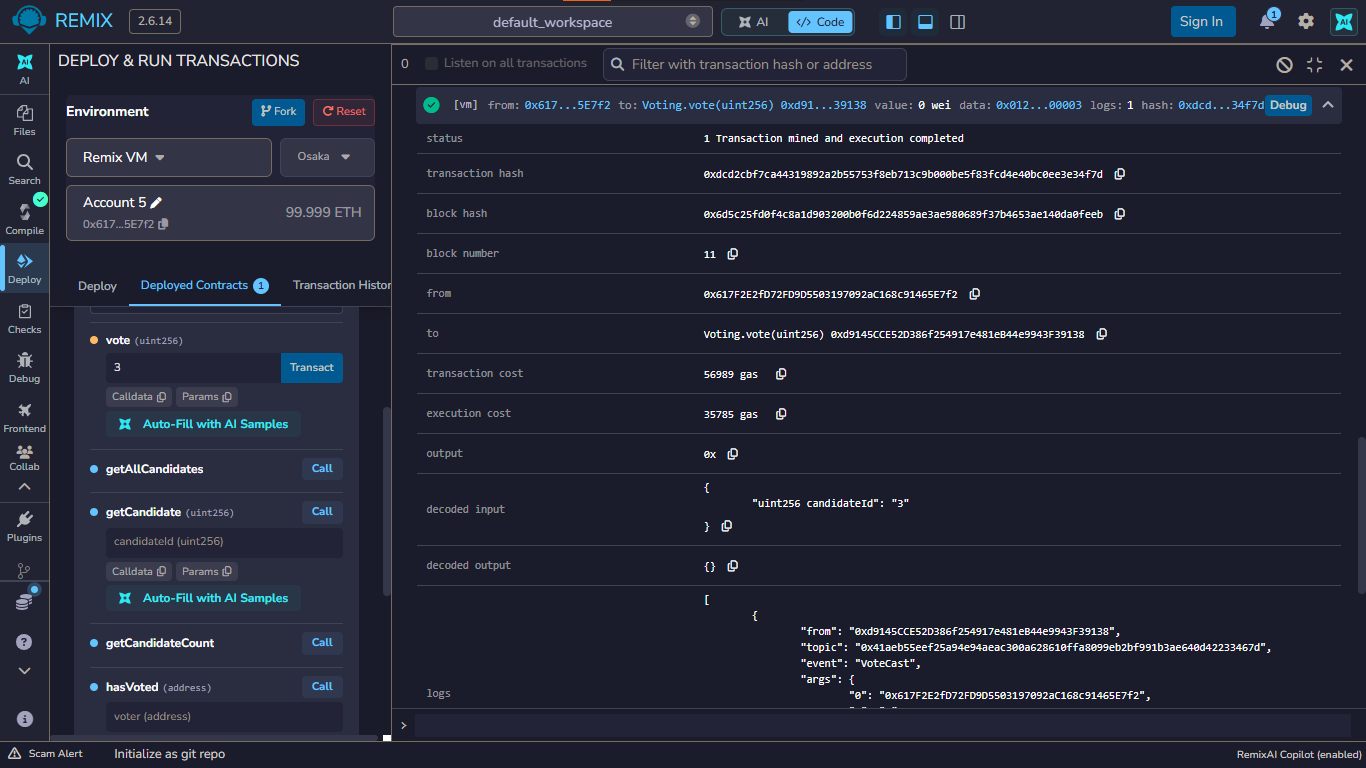 REMIX
2.6.14
default_workspace
AI
</> Code
Sign In
1
AI
Files
Search
Compile
Deploy
Checks
Debug
Frontend
Collab
Plugins
DEPLOY & RUN TRANSACTIONS
Environment
Fork
Reset
Remix VM
Osaka
Account 5
0x617...5E7f2
99.999 ETH
Deploy
Deployed Contracts 1
Transaction Histor
vote (uint256)
3
Transact
Calldata
Params
Auto-Fill with AI Samples
getAllCandidates
Call
getCandidate (uint256)
Call
candidateId (uint256)
Calldata
Params
Auto-Fill with AI Samples
getCandidateCount
Call
hasVoted (address)
Call
voter (address)
0
Listen on all transactions
Filter with transaction hash or address
[vm] from: 0x617...5E7f2 to: Voting.vote(uint256) 0xd91...39138 value: 0 wei data: 0x012...00003 logs: 1 hash: 0xdcd...34f7d
Debug
status 1 Transaction mined and execution completed
transaction hash 0xdcd2cbf7ca44319892a2b55753f8eb713c9b000be5f83fcd4e40bc0ee3e34f7d
block hash 0x6d5c25fd0f4c8a1d903200b0f6d224859ae3ae980689f37b4653ae140da0feeb
block number 11
from 0x617F2E2fD72FD9D5503197092aC168c91465E7f2
to Voting.vote(uint256) 0xd9145CCE52D386f254917e481eB44e9943F39138
transaction cost 56989 gas
execution cost 35785 gas
output 0x
decoded input
{
"uint256 candidateId": "3"
}
decoded output {}
logs
[
{
"from": "0xd9145CCE52D386f254917e481eB44e9943F39138",
"topic": "0x41aeb55eef25a94e94aeac300a628610ffa8099eb2bf991b3ae640d42233467d",
"event": "VoteCast",
"args": {
"0": "0x617F2E2fD72FD9D5503197092aC168c91465E7f2",
>
Scam Alert
Initialize as git repo
RemixAI Copilot (enabled)